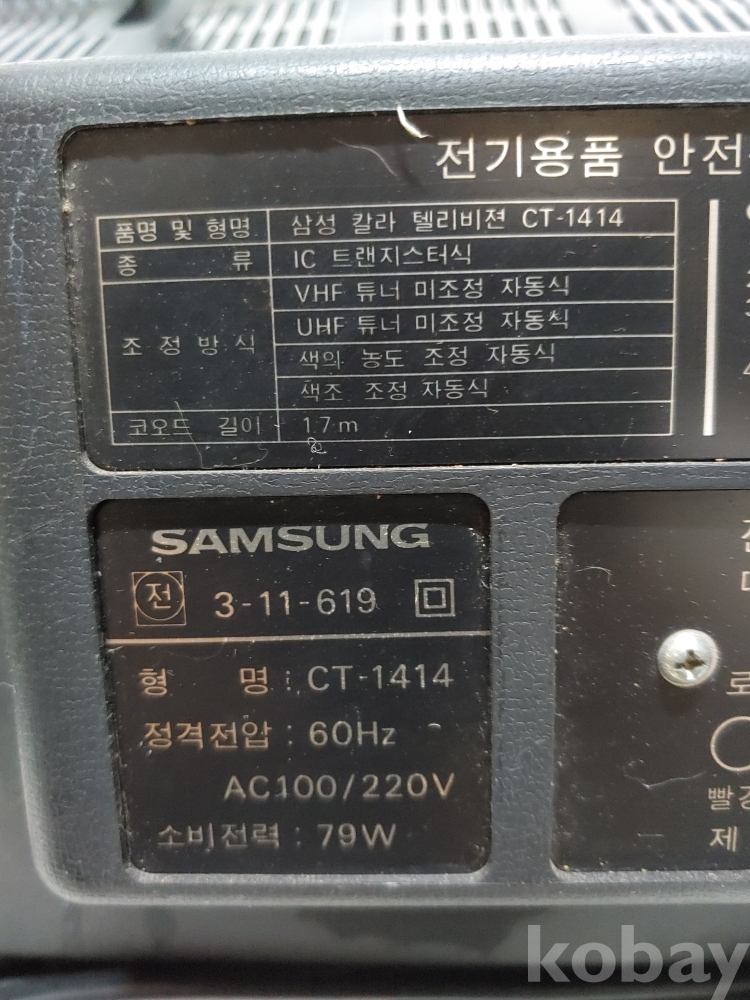 전기용품 안전
품명 및 형명 삼성 칼라 텔리비젼 CT-1414
종 류 IC 트랜지스터식
조정방식 VHF 튜너 미조정 자동식
UHF 튜너 미조정 자동식
색의 농도 조정 자동식
색조 조정 자동식
코오드 길이 1.7m
SAMSUNG
전 3-11-619
형 명 : CT-1414
정격전압 : 60Hz
AC100/220V
소비전력 : 79W
로
빨
제
kobay